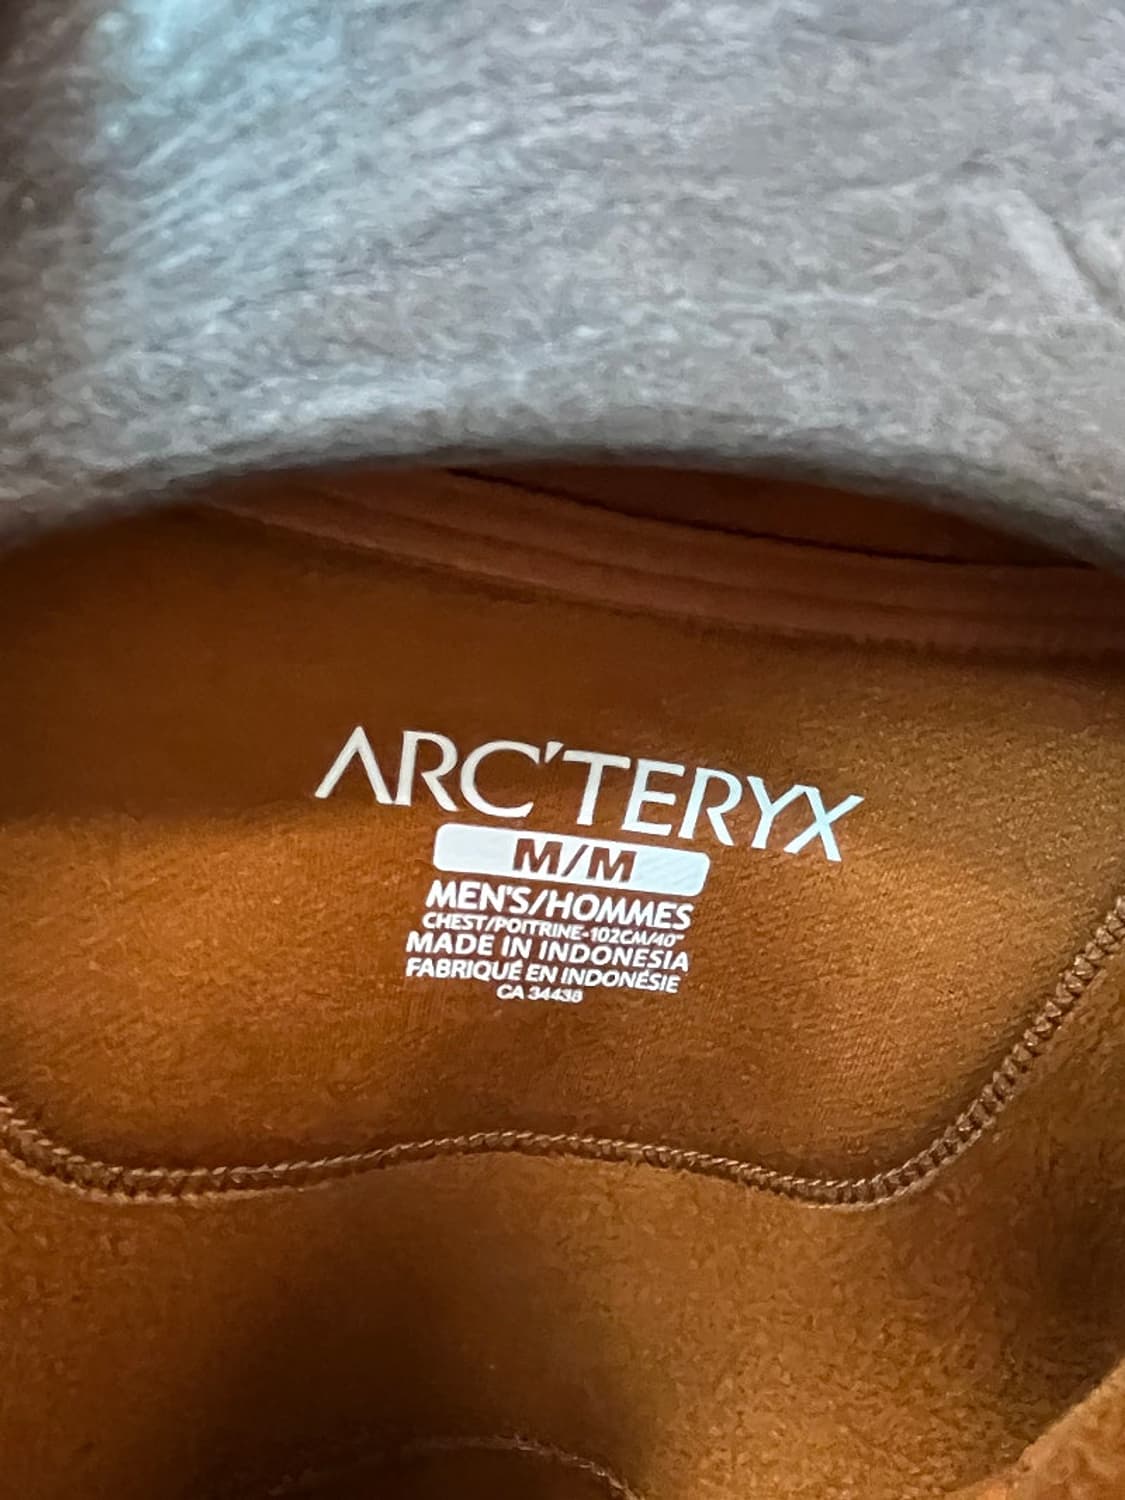 ARC'TERYX
M/M
MEN'S/HOMMES
CHEST/POITRINE-102CM/40"
MADE IN INDONESIA
FABRIQUÉ EN INDONÉSIE
CA 34438